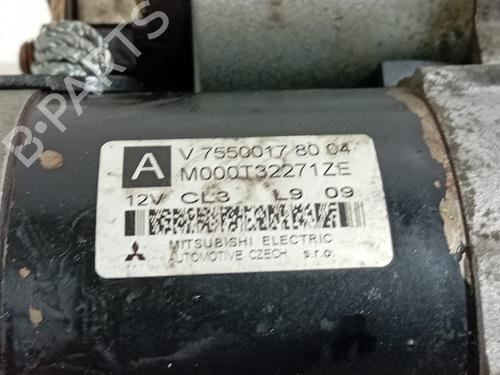 A
V 7550017 80 04
M000T32271ZE
12V CL3 L9 09
MITSUBISHI ELECTRIC
AUTOMOTIVE CZECH s.r.o.
B-PARTS